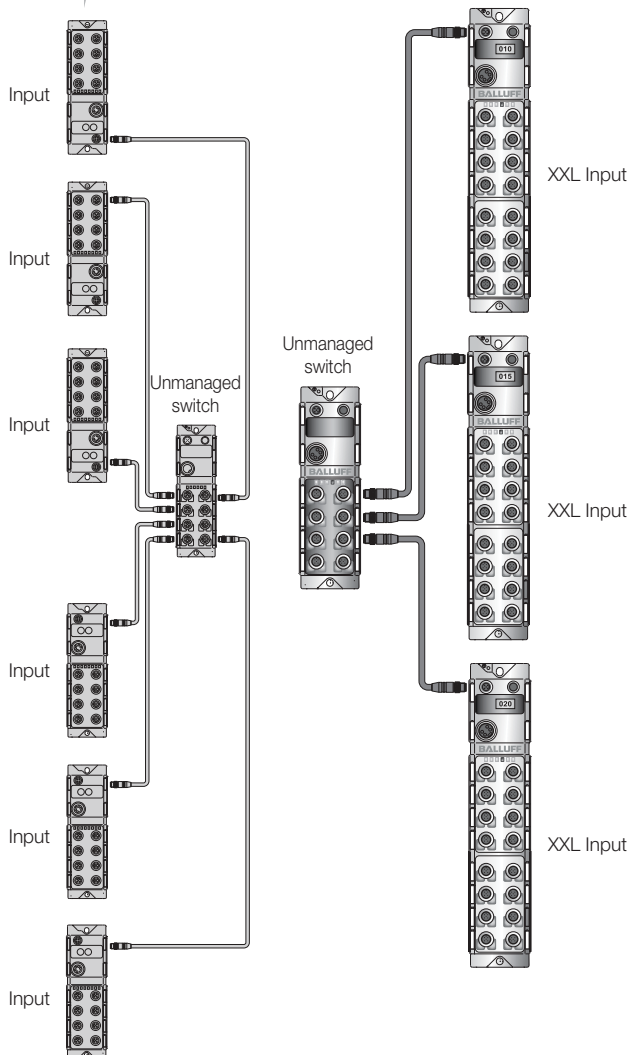 Input
Input
Input
Unmanaged
switch
Input
Input
Input
Unmanaged
switch
BALLUFF
010
BALLUFF
XXL Input
015
BALLUFF
XXL Input
020
BALLUFF
XXL Input